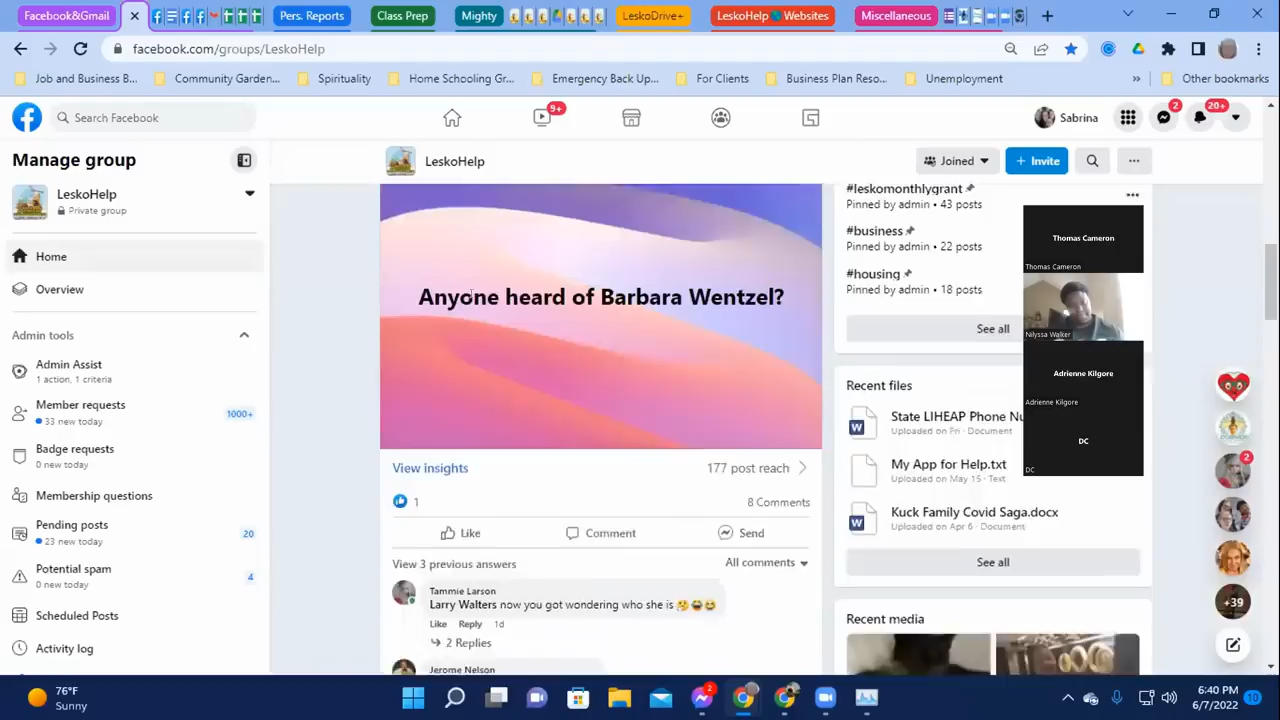 Facebook&Gmail
Pers. Reports
Class Prep
Mighty
LeskoDrive+
LeskoHelp Websites
Miscellaneous
facebook.com/groups/LeskoHelp
Job and Business B...
Community Garden...
Spirituality
Home Schooling Gr...
Emergency Back Up...
For Clients
Business Plan Reso...
Unemployment
»
Other bookmarks
Search Facebook
9+
Sabrina
2
20+
Manage group
LeskoHelp
Private group
Home
Overview
Admin tools
Admin Assist
1 action, 1 criteria
Member requests
33 new today
1000+
Badge requests
0 new today
Membership questions
Pending posts
23 new today
20
Potential spam
0 new today
4
Scheduled Posts
Activity log
LeskoHelp
Joined
+ Invite
Anyone heard of Barbara Wentzel?
View insights
177 post reach
1
8 Comments
Like
Comment
Send
View 3 previous answers
All comments
Tammie Larson
Larry Walters now you got wondering who she is
Like Reply 1d
2 Replies
Jerome Nelson
#leskomonthlygrant
Pinned by admin • 43 posts
#business
Pinned by admin • 22 posts
#housing
Pinned by admin • 18 posts
See all
Recent files
State LIHEAP Phone Nu
Uploaded on Fri · Document
My App for Help.txt
Uploaded on May 15 · Text
Kuck Family Covid Saga.docx
Uploaded on Apr 6 · Document
See all
Recent media
Thomas Cameron
Thomas Cameron
Nilyssa Walker
Adrienne Kilgore
Adrienne Kilgore
DC
DC
2
+39
76°F
Sunny
2
6:40 PM
6/7/2022
10